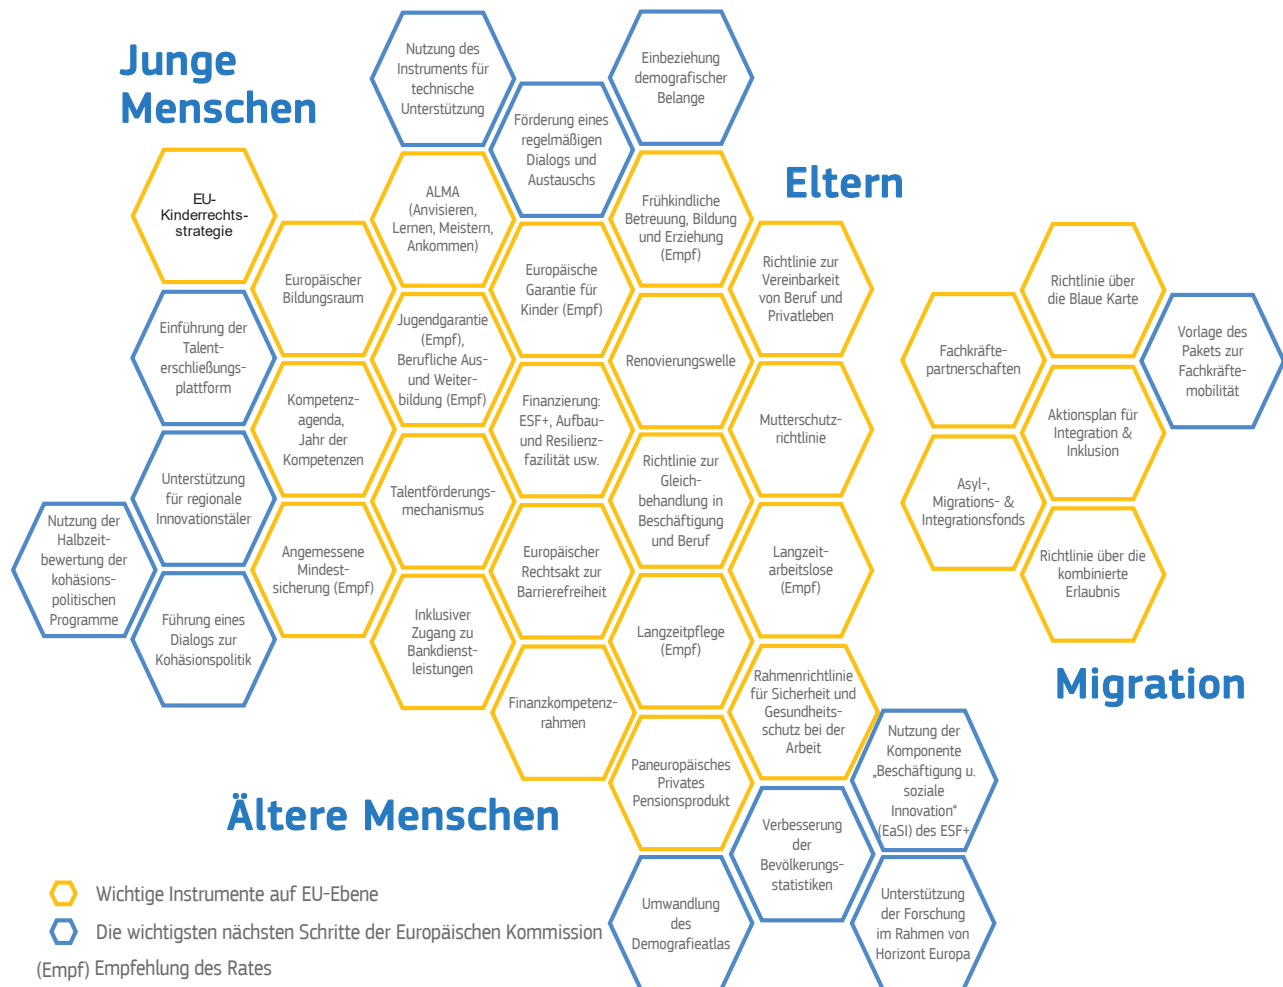 Junge
Menschen
Nutzung des
Instruments für
technische
Unterstützung
Einbeziehung
demografischer
Belange
Förderung eines
regelmäßigen
Dialogs und
Austauschs
Eltern
EU-
Kinderrechts-
strategie
ALMA
(Anvisieren,
Lernen, Meistern,
Ankommen)
Frühkindliche
Betreuung, Bildung
und Erziehung
(Empf)
Europäischer
Bildungsraum
Europäische
Garantie für
Kinder (Empf)
Richtlinie zur
Vereinbarkeit
von Beruf und
Privatleben
Richtlinie über
die Blaue Karte
Einführung der
Talent-
erschließungs-
plattform
Jugendgarantie
(Empf),
Berufliche Aus-
und Weiter-
bildung (Empf)
Renovierungswelle
Fachkräfte-
partnerschaften
Vorlage des
Pakets zur
Fachkräfte-
mobilität
Kompetenz-
agenda,
Jahr der
Kompetenzen
Finanzierung:
ESF+, Aufbau-
und Resilienz-
fazilität usw.
Mutterschutz-
richtlinie
Aktionsplan für
Integration &
Inklusion
Unterstützung
für regionale
Innovationstäler
Talentförderungs-
mechanismus
Richtlinie zur
Gleich-
behandlung in
Beschäftigung
und Beruf
Asyl-,
Migrations- &
Integrationsfonds
Nutzung der
Halbzeit-
bewertung der
kohäsions-
politischen
Programme
Angemessene
Mindest-
sicherung (Empf)
Europäischer
Rechtsakt zur
Barrierefreiheit
Langzeit-
arbeitslose
(Empf)
Richtlinie über die
kombinierte
Erlaubnis
Führung eines
Dialogs zur
Kohäsionspolitik
Inklusiver
Zugang zu
Bankdienst-
leistungen
Langzeitpflege
(Empf)
Migration
Finanzkompetenz-
rahmen
Rahmenrichtlinie
für Sicherheit und
Gesundheits-
schutz bei der
Arbeit
Paneuropäisches
Privates
Pensionsprodukt
Nutzung der
Komponente
„Beschäftigung u.
soziale
Innovation“
(EaSI) des ESF+
Ältere Menschen
Verbesserung
der
Bevölkerungs-
statistiken
Umwandlung
des
Demografieatlas
Unterstützung
der Forschung
im Rahmen von
Horizont Europa
Wichtige Instrumente auf EU-Ebene
Die wichtigsten nächsten Schritte der Europäischen Kommission
(Empf) Empfehlung des Rates